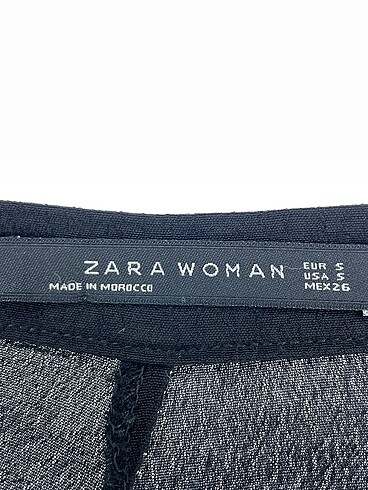 ZARA WOMAN
MADE IN MOROCCO
EUR S
USA S
MEX 26